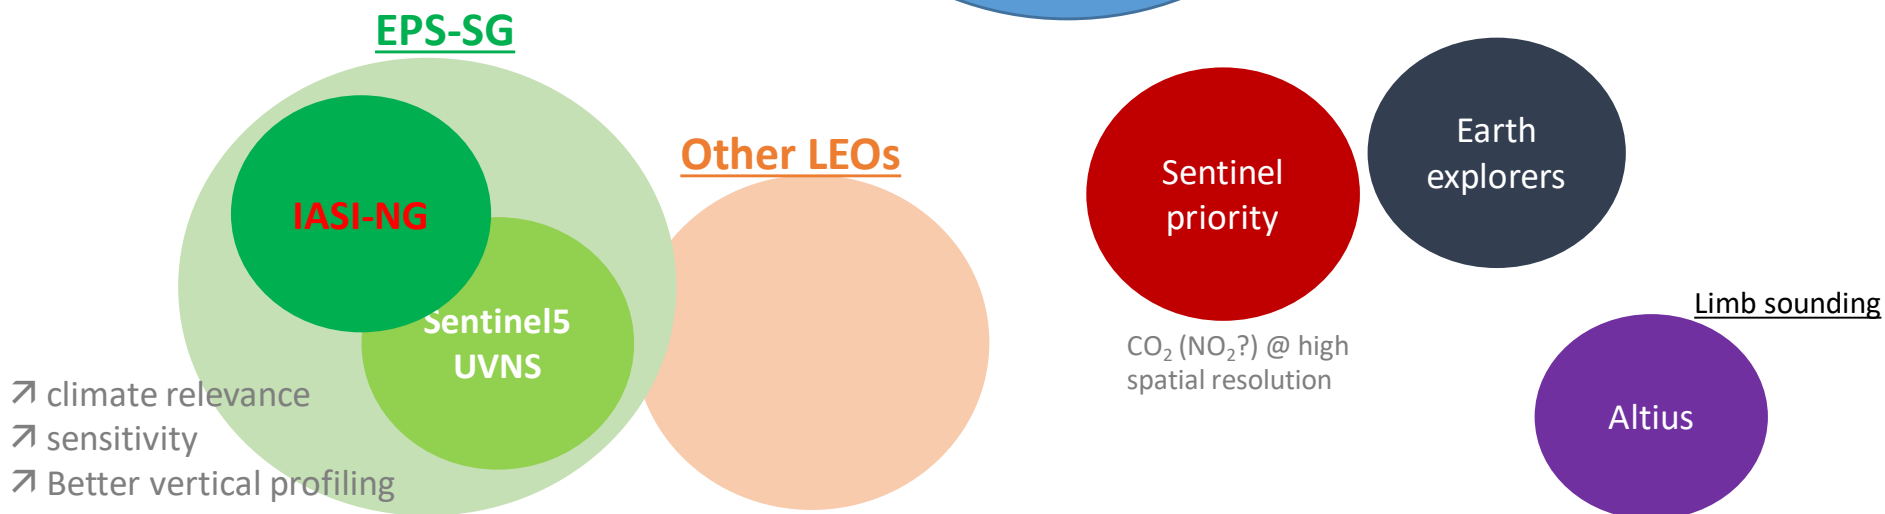 EPS-SG
IASI-NG
Sentinel5
UVNS
↗ climate relevance
↗ sensitivity
↗ Better vertical profiling
Other LEOs
Sentinel
priority
CO₂ (NO₂?) @ high
spatial resolution
Earth
explorers
Limb sounding
Altius